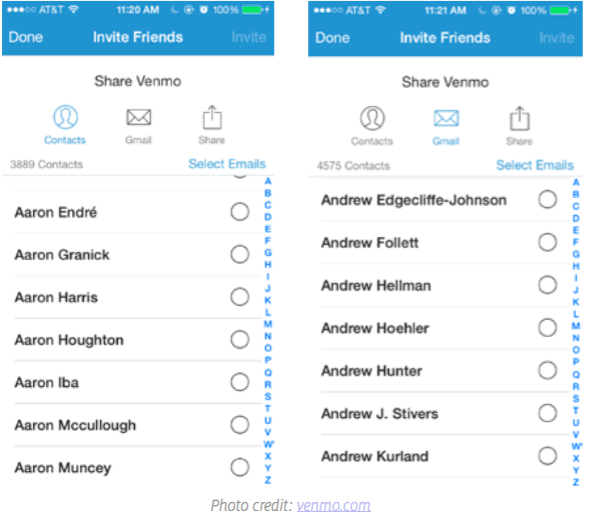 AT&T 11:20 AM 100%
Done Invite Friends Invite
Share Venmo
Contacts Gmail Share
3889 Contacts Select Emails
Aaron Endré
Aaron Granick
Aaron Harris
Aaron Houghton
Aaron Iba
Aaron Mccullough
Aaron Muncey
A
B
C
D
E
F
G
H
I
J
K
L
M
N
O
P
Q
R
S
T
U
V
W
X
Y
Z
AT&T 11:21 AM 100%
Done Invite Friends Invite
Share Venmo
Contacts Gmail Share
4575 Contacts Select Emails
Andrew Edgecliffe-Johnson
Andrew Follett
Andrew Hellman
Andrew Hoehler
Andrew Hunter
Andrew J. Stivers
Andrew Kurland
A
B
C
D
E
F
G
H
I
J
K
L
M
N
O
P
Q
R
S
T
U
V
W
X
Y
Z
Photo credit: venmo.com